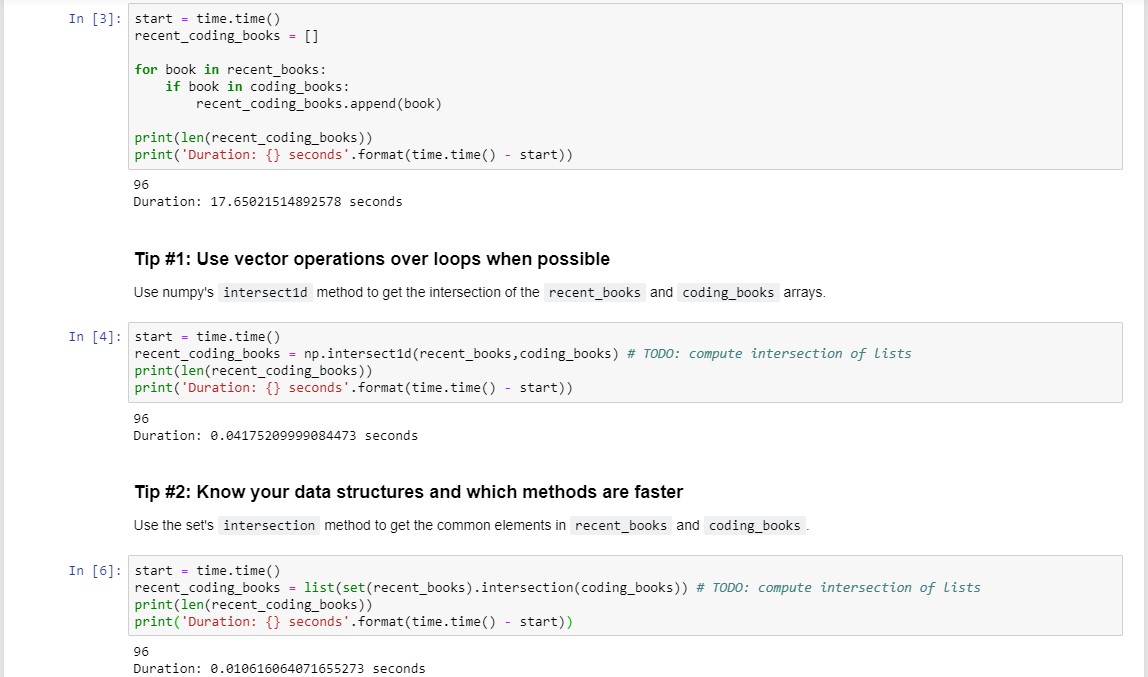 In [3]: start = time.time()
recent_coding_books = []
for book in recent_books:
if book in coding_books:
recent_coding_books.append(book)
print(len(recent_coding_books))
print('Duration: {} seconds'.format(time.time() - start))
96
Duration: 17.65021514892578 seconds
Tip #1: Use vector operations over loops when possible
Use numpy's intersect1d method to get the intersection of the recent_books and coding_books arrays.
In [4]: start = time.time()
recent_coding_books = np.intersect1d(recent_books,coding_books) # TODO: compute intersection of lists
print(len(recent_coding_books))
print('Duration: {} seconds'.format(time.time() - start))
96
Duration: 0.04175209999084473 seconds
Tip #2: Know your data structures and which methods are faster
Use the set's intersection method to get the common elements in recent_books and coding_books .
In [6]: start = time.time()
recent_coding_books = list(set(recent_books).intersection(coding_books)) # TODO: compute intersection of lists
print(len(recent_coding_books))
print('Duration: {} seconds'.format(time.time() - start))
96
Duration: 0.010616064071655273 seconds